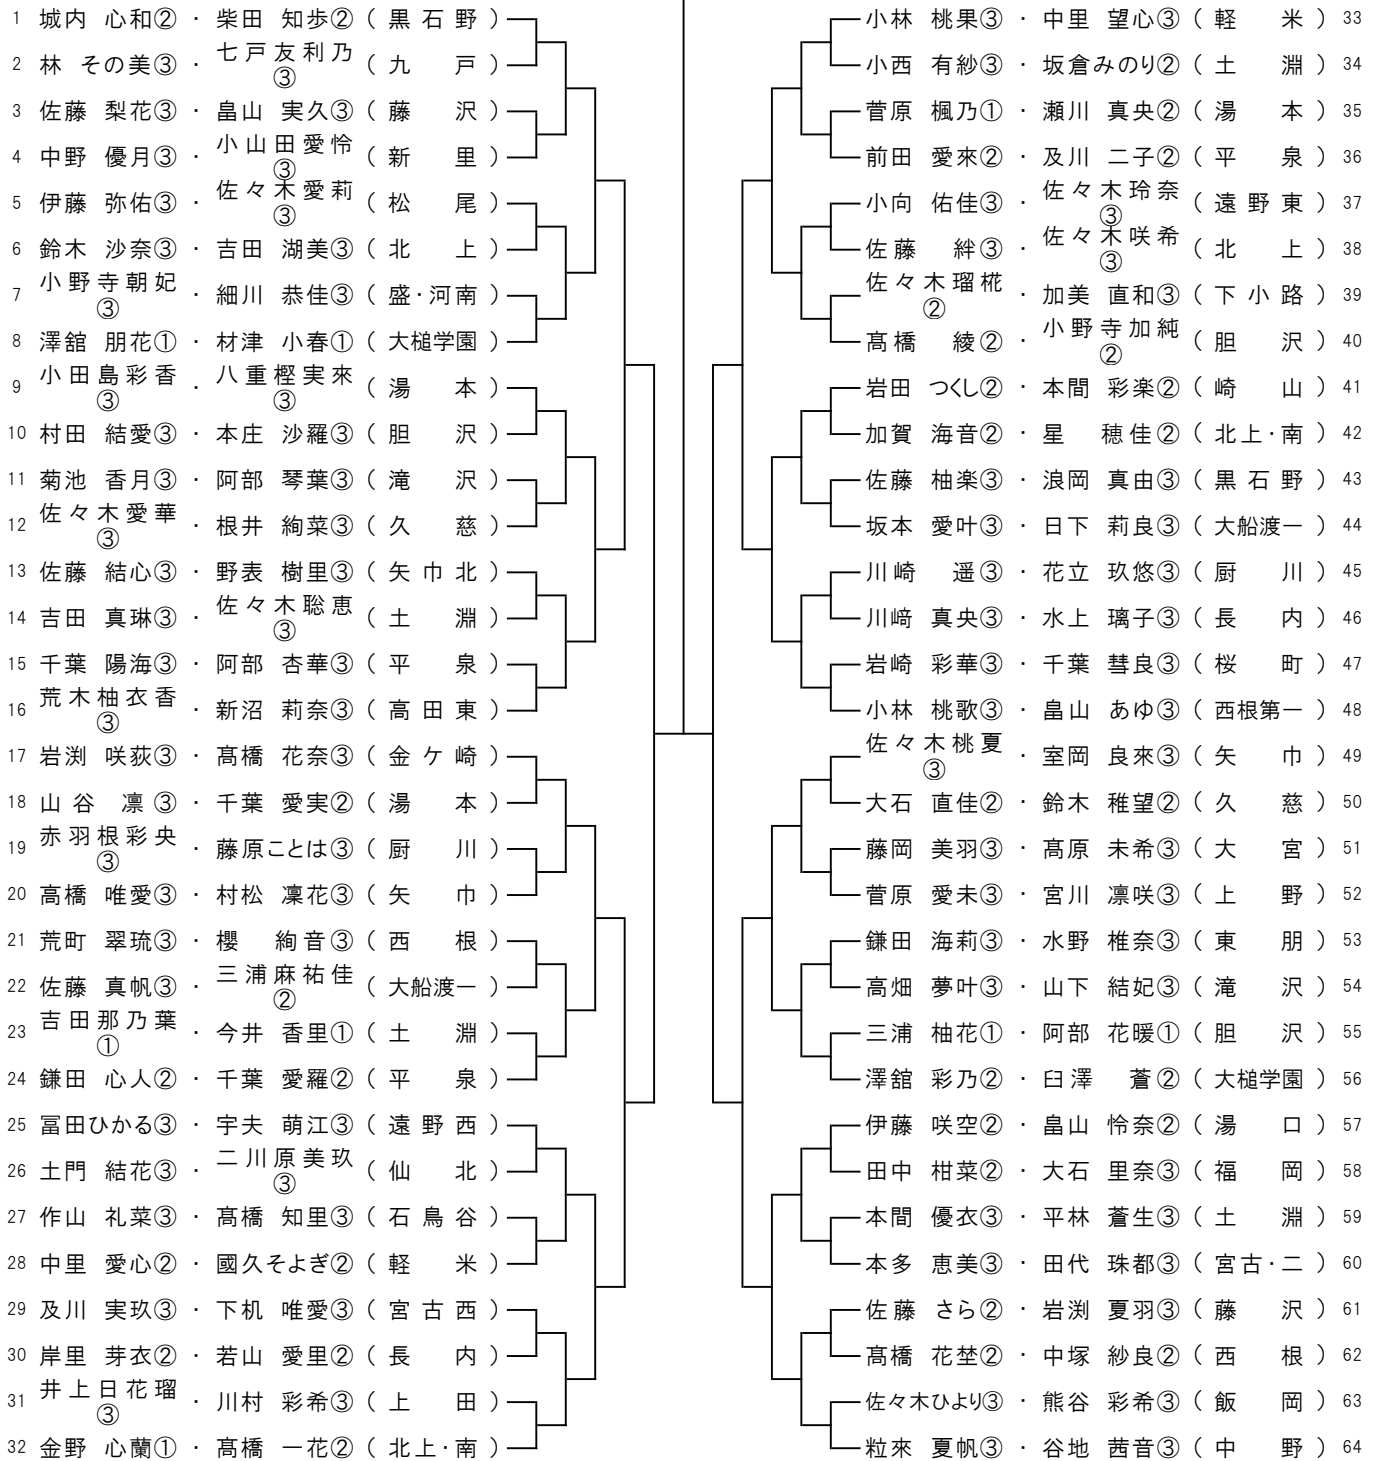 1 城内 心和② ・ 柴田 知歩② ( 黒石野 )
2 林 その美③ ・ 七戸友利乃③ ( 九 戸 )
3 佐藤 梨花③ ・ 畠山 実久③ ( 藤 沢 )
4 中野 優月③ ・ 小山田愛怜③ ( 新 里 )
5 伊藤 弥佑③ ・ 佐々木愛莉③ ( 松 尾 )
6 鈴木 沙奈③ ・ 吉田 湖美③ ( 北 上 )
7 小野寺朝妃③ ・ 細川 恭佳③ ( 盛・河南 )
8 澤舘 朋花① ・ 材津 小春① ( 大槌学園 )
9 小田島彩香③ ・ 八重樫実來③ ( 湯 本 )
10 村田 結愛③ ・ 本庄 沙羅③ ( 胆 沢 )
11 菊池 香月③ ・ 阿部 琴葉③ ( 滝 沢 )
12 佐々木愛華③ ・ 根井 絢菜③ ( 久 慈 )
13 佐藤 結心③ ・ 野表 樹里③ ( 矢巾北 )
14 吉田 真琳③ ・ 佐々木聡恵③ ( 土 淵 )
15 千葉 陽海③ ・ 阿部 杏華③ ( 平 泉 )
16 荒木柚衣香③ ・ 新沼 莉奈③ ( 高田東 )
17 岩渕 咲荻③ ・ 髙橋 花奈③ ( 金ケ崎 )
18 山谷 凛③ ・ 千葉 愛実② ( 湯 本 )
19 赤羽根彩央③ ・ 藤原ことは③ ( 厨 川 )
20 高橋 唯愛③ ・ 村松 凜花③ ( 矢 巾 )
21 荒町 翠琉③ ・ 櫻 絢音③ ( 西 根 )
22 佐藤 真帆③ ・ 三浦麻祐佳② ( 大船渡一 )
23 吉田那乃葉① ・ 今井 香里① ( 土 淵 )
24 鎌田 心人② ・ 千葉 愛羅② ( 平 泉 )
25 冨田ひかる③ ・ 宇夫 萌江③ ( 遠野西 )
26 土門 結花③ ・ 二川原美玖③ ( 仙 北 )
27 作山 礼菜③ ・ 髙橋 知里③ ( 石鳥谷 )
28 中里 愛心② ・ 國久そよぎ② ( 軽 米 )
29 及川 実玖③ ・ 下机 唯愛③ ( 宮古西 )
30 岸里 芽衣② ・ 若山 愛里② ( 長 内 )
31 井上日花瑠③ ・ 川村 彩希③ ( 上 田 )
32 金野 心蘭① ・ 髙橋 一花② ( 北上・南 )
小林 桃果③ ・ 中里 望心③ ( 軽 米 ) 33
小西 有紗③ ・ 坂倉みのり② ( 土 淵 ) 34
菅原 楓乃① ・ 瀬川 真央② ( 湯 本 ) 35
前田 愛來② ・ 及川 二子② ( 平 泉 ) 36
小向 佑佳③ ・ 佐々木玲奈③ ( 遠野東 ) 37
佐藤 絆③ ・ 佐々木咲希③ ( 北 上 ) 38
佐々木瑠椛② ・ 加美 直和③ ( 下小路 ) 39
髙橋 綾② ・ 小野寺加純② ( 胆 沢 ) 40
岩田 つくし② ・ 本間 彩楽② ( 崎 山 ) 41
加賀 海音② ・ 星 穂佳② ( 北上・南 ) 42
佐藤 柚楽③ ・ 浪岡 真由③ ( 黒石野 ) 43
坂本 愛叶③ ・ 日下 莉良③ ( 大船渡一 ) 44
川崎 遥③ ・ 花立 玖悠③ ( 厨 川 ) 45
川﨑 真央③ ・ 水上 璃子③ ( 長 内 ) 46
岩崎 彩華③ ・ 千葉 彗良③ ( 桜 町 ) 47
小林 桃歌③ ・ 畠山 あゆ③ ( 西根第一 ) 48
佐々木桃夏③ ・ 室岡 良來③ ( 矢 巾 ) 49
大石 直佳② ・ 鈴木 稚望② ( 久 慈 ) 50
藤岡 美羽③ ・ 髙原 未希③ ( 大 宮 ) 51
菅原 愛未③ ・ 宮川 凛咲③ ( 上 野 ) 52
鎌田 海莉③ ・ 水野 椎奈③ ( 東 朋 ) 53
高畑 夢叶③ ・ 山下 結妃③ ( 滝 沢 ) 54
三浦 柚花① ・ 阿部 花暖① ( 胆 沢 ) 55
澤舘 彩乃② ・ 臼澤 蒼② ( 大槌学園 ) 56
伊藤 咲空② ・ 畠山 怜奈② ( 湯 口 ) 57
田中 柑菜② ・ 大石 里奈③ ( 福 岡 ) 58
本間 優衣③ ・ 平林 蒼生③ ( 土 淵 ) 59
本多 恵美③ ・ 田代 珠都③ ( 宮古・二 ) 60
佐藤 さら② ・ 岩渕 夏羽③ ( 藤 沢 ) 61
髙橋 花埜② ・ 中塚 紗良② ( 西 根 ) 62
佐々木ひより③ ・ 熊谷 彩希③ ( 飯 岡 ) 63
粒來 夏帆③ ・ 谷地 茜音③ ( 中 野 ) 64